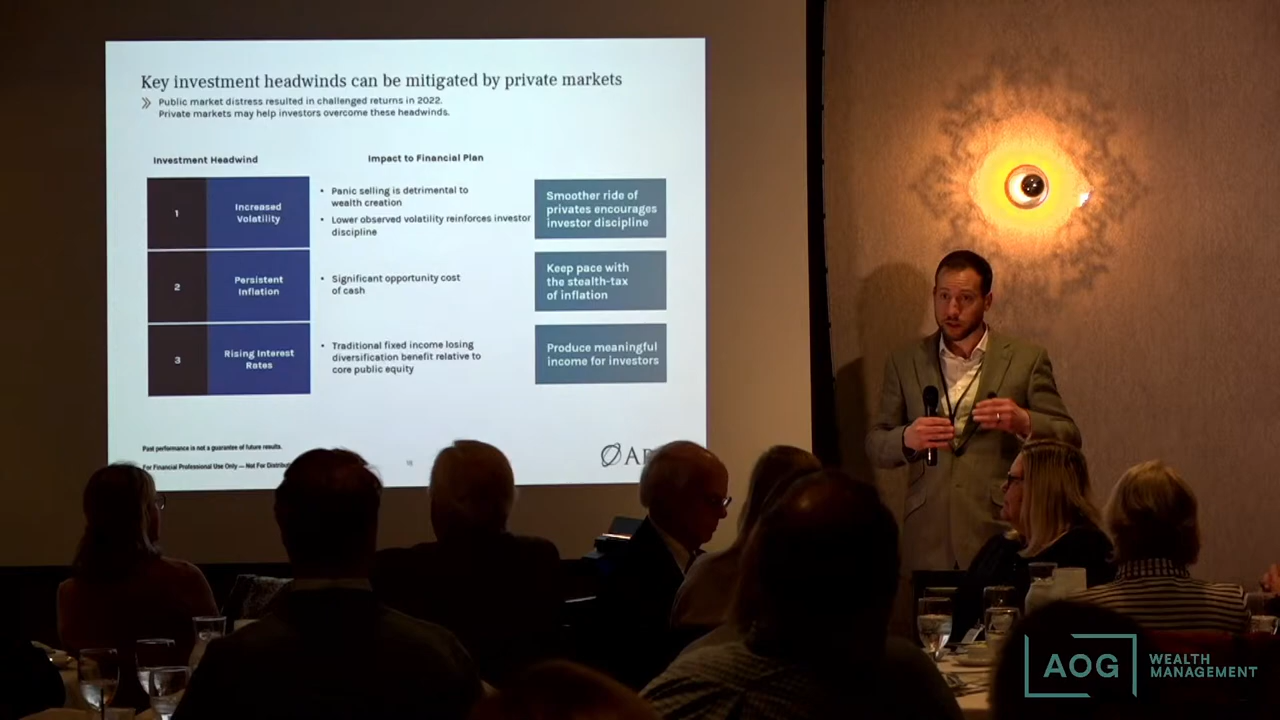 Key investment headwinds can be mitigated by private markets
Public market distress resulted in challenged returns in 2022.
Private markets may help investors overcome these headwinds.
Investment Headwind
Impact to Financial Plan
1
Increased
Volatility
• Panic selling is detrimental to
wealth creation
• Lower observed volatility reinforces investor
discipline
Smoother ride of
privates encourages
investor discipline
2
Persistent
Inflation
• Significant opportunity cost
of cash
Keep pace with
the stealth-tax
of inflation
3
Rising Interest
Rates
• Traditional fixed income losing
diversification benefit relative to
core public equity
Produce meaningful
income for investors
Past performance is not a guarantee of future results.
For Financial Professional Use Only — Not For
AOG
WEALTH
MANAGEMENT